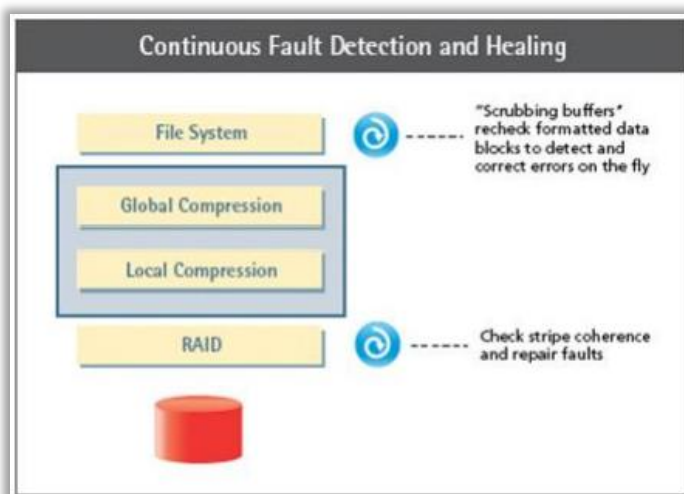 Continuous Fault Detection and Healing
File System
"Scrubbing buffers"
recheck formatted data
blocks to detect and
correct errors on the fly
Global Compression
Local Compression
RAID
Check stripe coherence
and repair faults